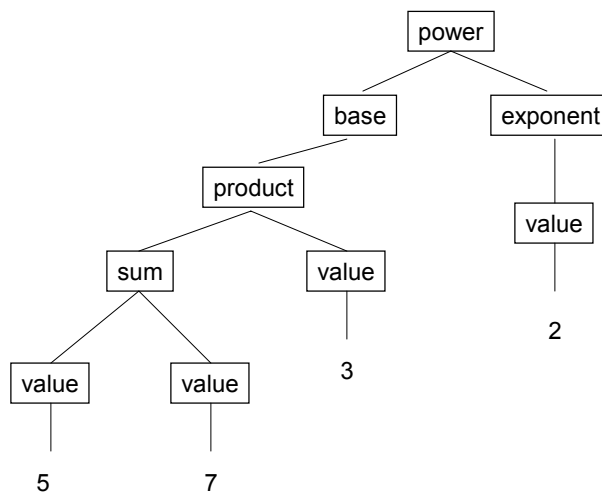 power
base exponent
product
value
sum value
2
3
value value
5 7